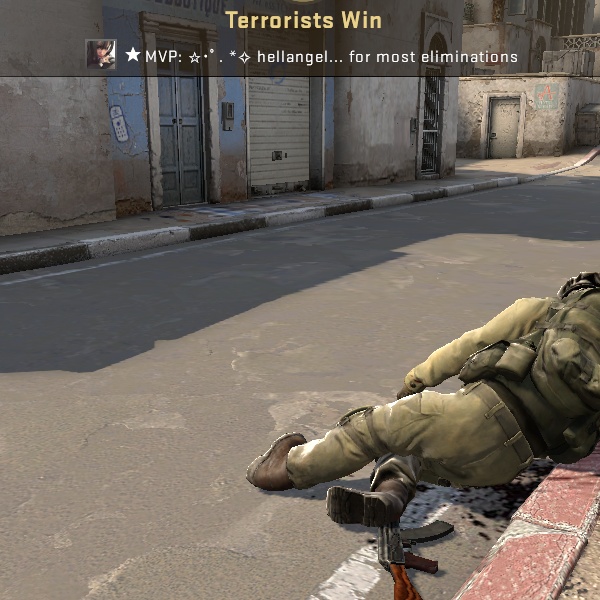 Terrorists Win
★ MVP: ☆･ﾟ. *✧ hellangel... for most eliminations